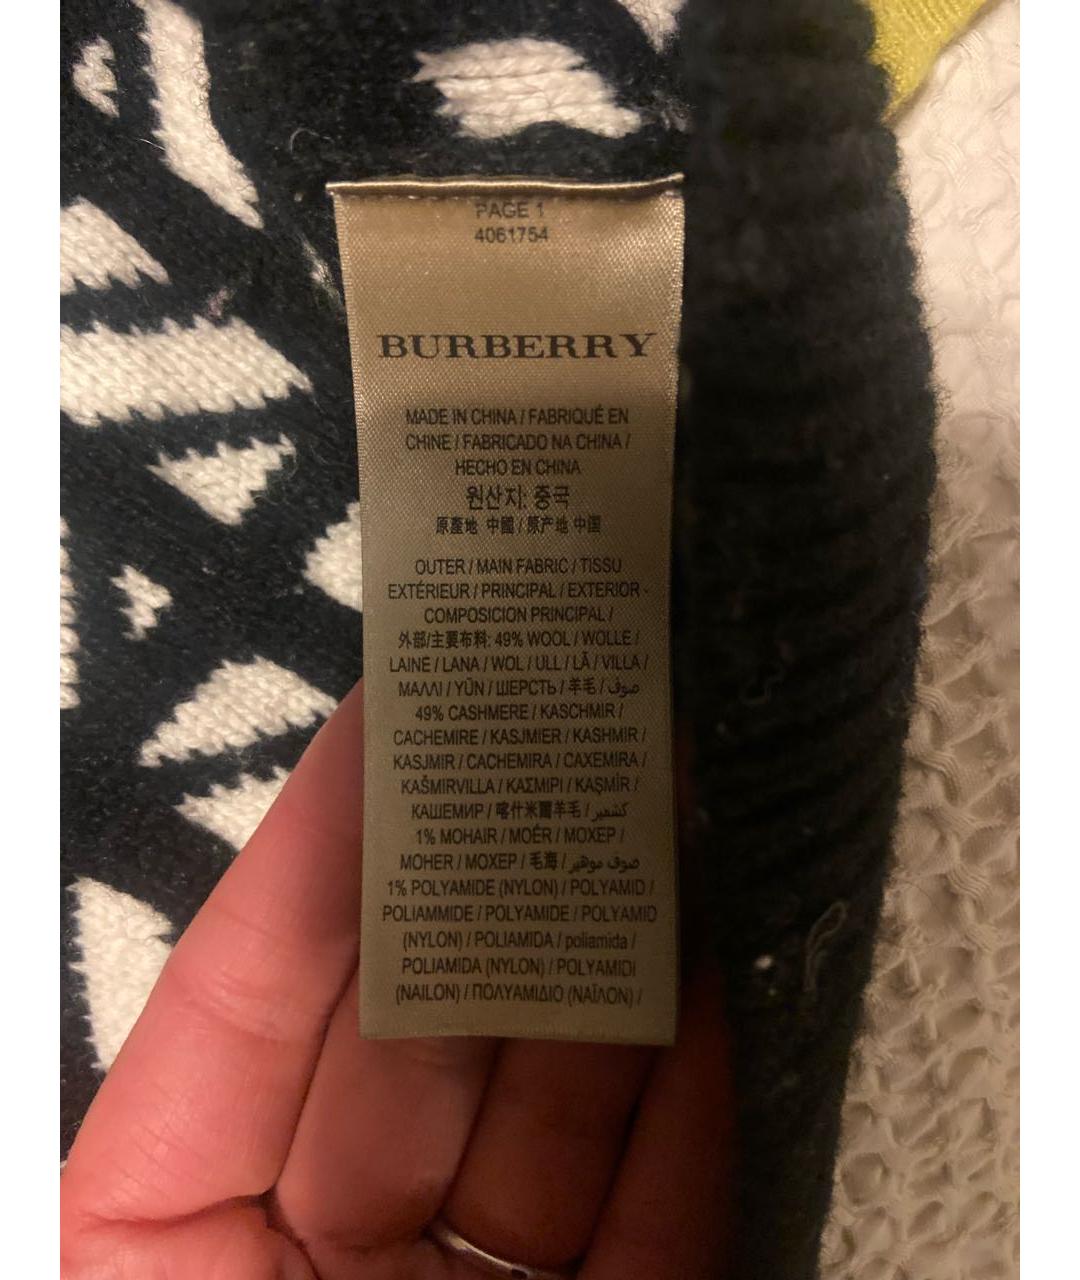 PAGE 1
4061754
BURBERRY
MADE IN CHINA / FABRIQUÉ EN
CHINE / FABRICADO NA CHINA /
HECHO EN CHINA
원산지: 중국
原產地 中國 / 原产地 中国
OUTER / MAIN FABRIC / TISSU
EXTÉRIEUR / PRINCIPAL / EXTERIOR -
COMPOSICION PRINCIPAL /
外部/主要布料: 49% WOOL / WOLLE /
LAINE / LANA / WOL / ULL / LÃ / VILLA /
ΜΑΛΛΙ / YÜN / ШЕРСТЬ / 羊毛 / صوف
49% CASHMERE / KASCHMIR /
CACHEMIRE / KASJMIER / KASHMIR /
KASJMIR / CACHEMIRA / CAXEMIRA /
KAŠMIRVILLA / ΚΑΣΜΙΡΙ / KAŞMİR /
КАШЕМИР / 喀什米爾羊毛 / كشمير
1% MOHAIR / MOÉR / MOXEP /
MOHER / MOXEP / 毛海 / صوف موهير
1% POLYAMIDE (NYLON) / POLYAMID /
POLIAMMIDE / POLYAMIDE / POLYAMID
(NYLON) / POLIAMIDA / poliamida /
POLIAMIDA (NYLON) / POLYAMIDI
(NAILON) / ΠΟΛΥΑΜΙΔΙΟ (ΝΑΪΛΟΝ) /